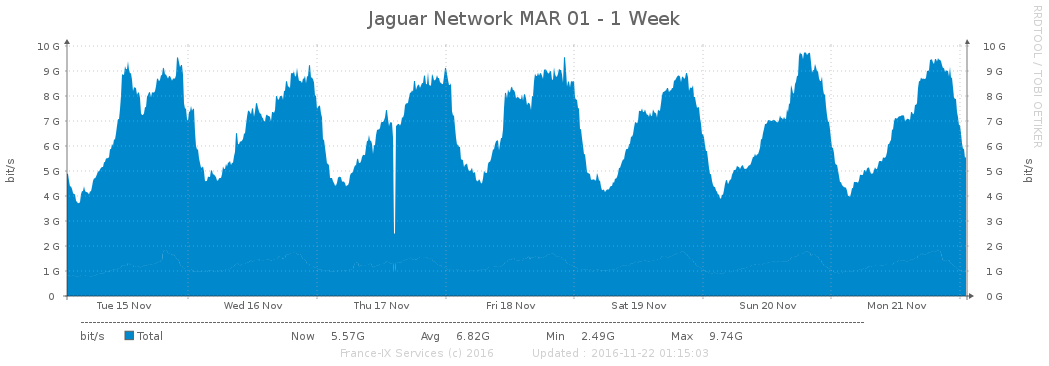 Jaguar Network MAR 01 - 1 Week
RRDTOOL / TOBI OETIKER
10 G 10 G
9 G 9 G
8 G 8 G
7 G 7 G
6 G 6 G
5 G 5 G
4 G 4 G
3 G 3 G
2 G 2 G
1 G 1 G
0 0 G
bit/s
bit/s
Tue 15 Nov Wed 16 Nov Thu 17 Nov Fri 18 Nov Sat 19 Nov Sun 20 Nov Mon 21 Nov
bit/s Total Now 5.57G Avg 6.82G Min 2.49G Max 9.74G
France-IX Services (c) 2016 Updated : 2016-11-22 01:15:03